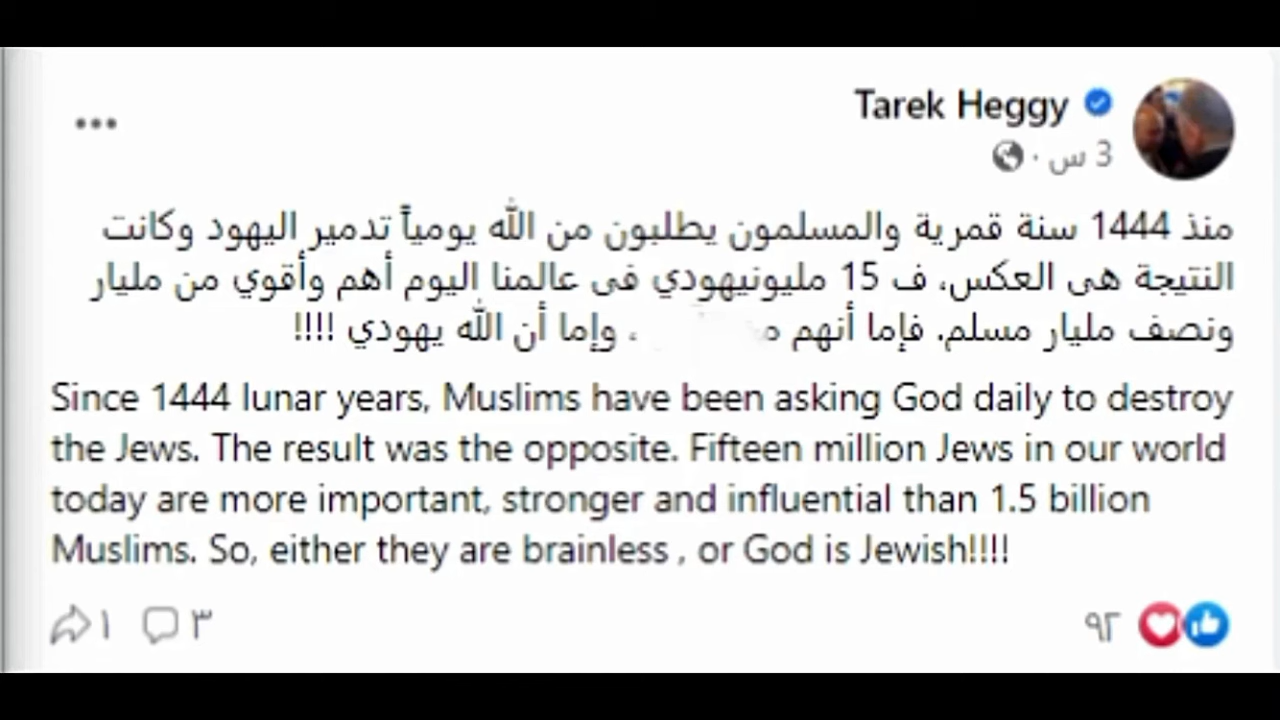 Tarek Heggy
3 س ·
منذ 1444 سنة قمرية والمسلمون يطلبون من الله يومياً تدمير اليهود وكانت
النتيجة هى العكس، ف 15 مليونيهودي فى عالمنا اليوم أهم وأقوي من مليار
ونصف مليار مسلم. فإما أنهم ، وإما أن الله يهودي !!!!
Since 1444 lunar years, Muslims have been asking God daily to destroy
the Jews. The result was the opposite. Fifteen million Jews in our world
today are more important, stronger and influential than 1.5 billion
Muslims. So, either they are brainless , or God is Jewish!!!!
٩٢ ٣ ١